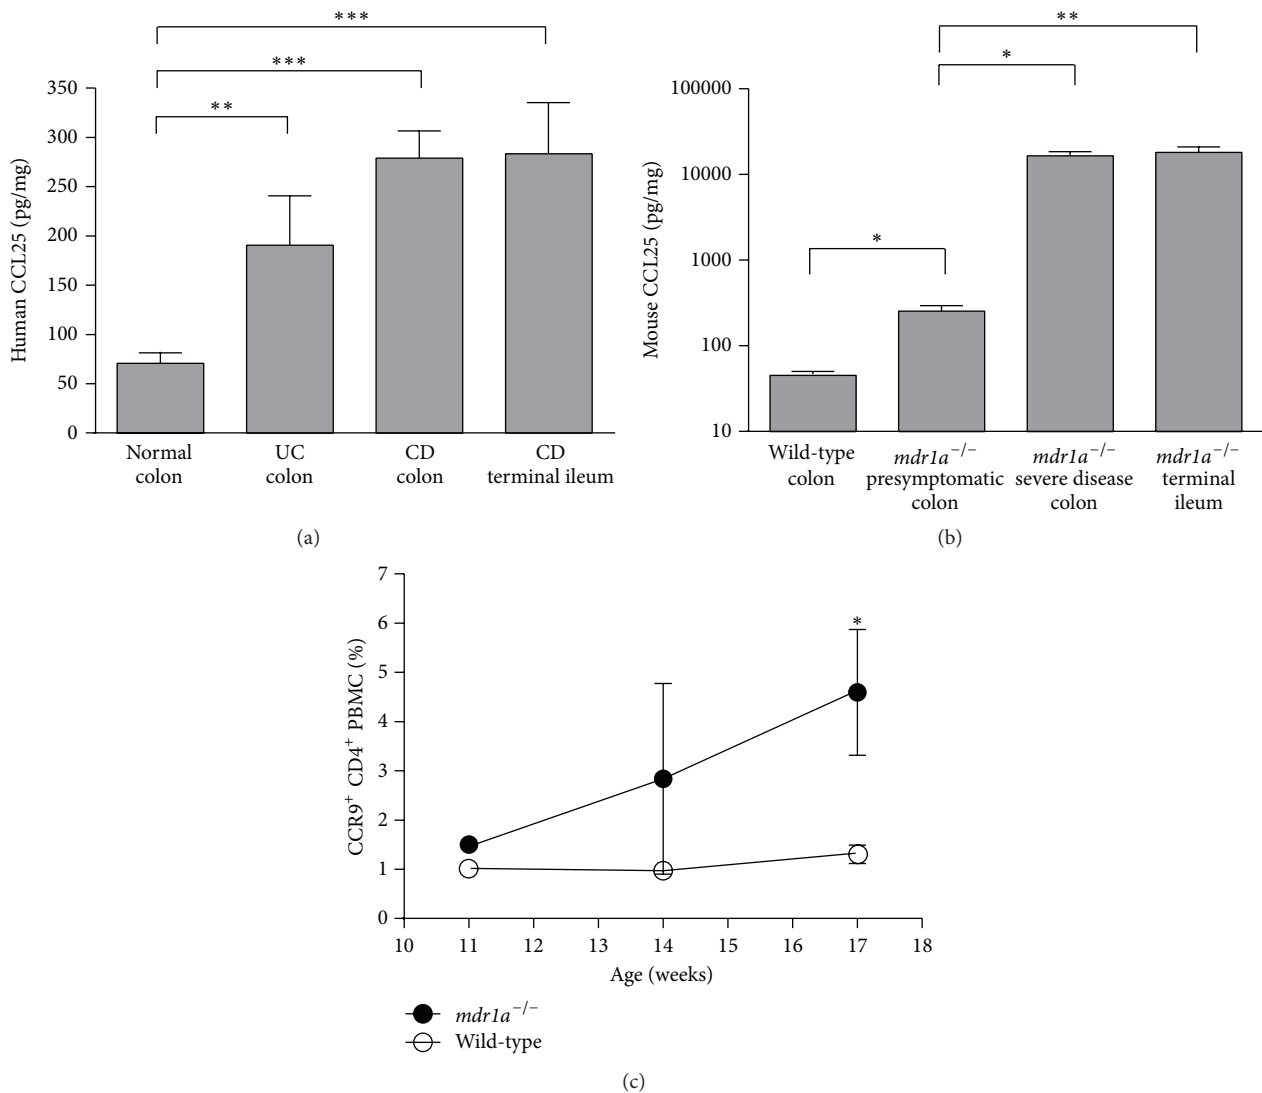 ***
***
**
350
300
250
200
150
100
50
0
Human CCL25 (pg/mg)
Normal colon
UC colon
CD colon
CD terminal ileum
(a)
**
*
*
100000
10000
1000
100
10
Mouse CCL25 (pg/mg)
Wild-type colon
mdr1a−/− presymptomatic colon
mdr1a−/− severe disease colon
mdr1a−/− terminal ileum
(b)
7
6
5
4
3
2
1
0
*
CCR9+ CD4+ PBMC (%)
10 11 12 13 14 15 16 17 18
Age (weeks)
mdr1a−/−
Wild-type
(c)